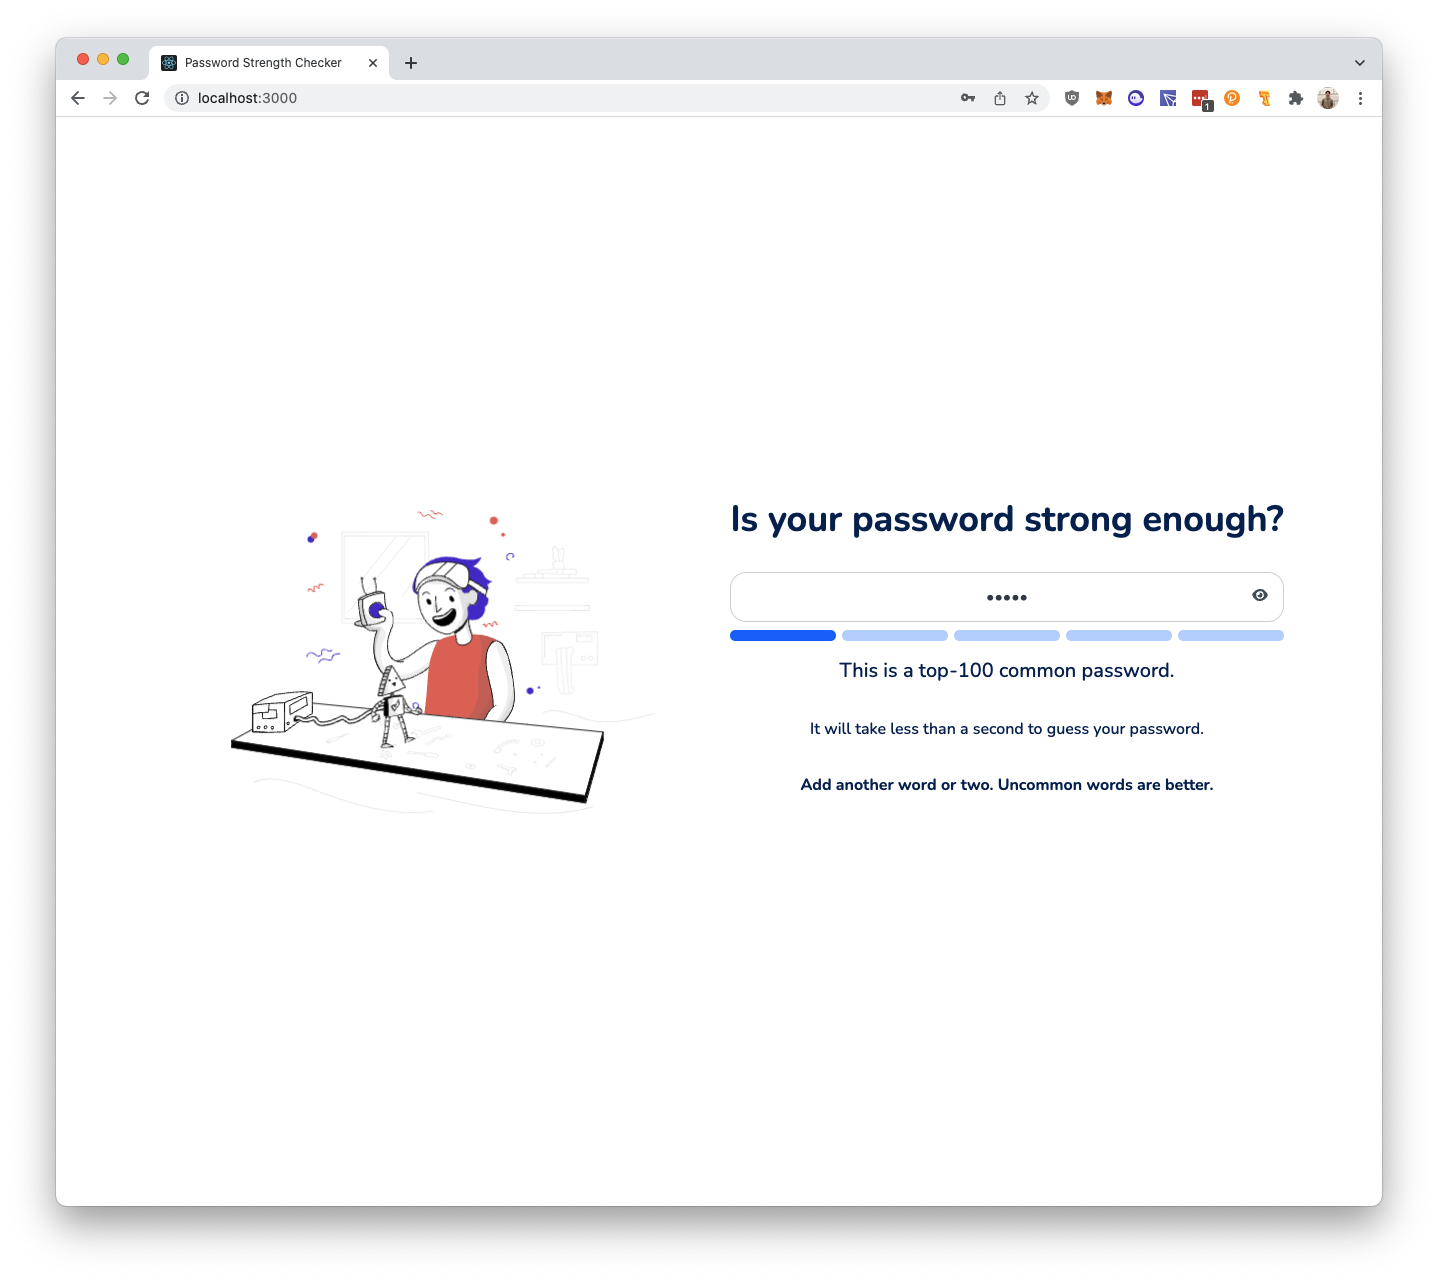 Password Strength Checker
localhost:3000
1
Is your password strong enough?
•••••
This is a top-100 common password.
It will take less than a second to guess your password.
Add another word or two. Uncommon words are better.